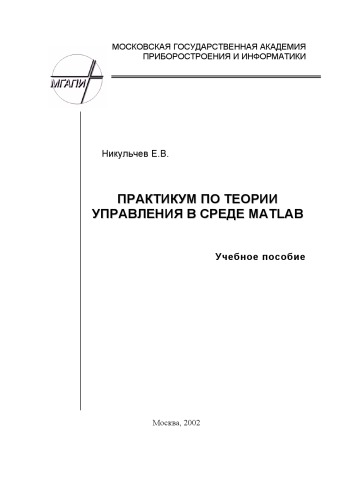 МОСКОВСКАЯ ГОСУДАРСТВЕННАЯ АКАДЕМИЯ
ПРИБОРОСТРОЕНИЯ И ИНФОРМАТИКИ
МГАПИ
Никульчев Е.В.
ПРАКТИКУМ ПО ТЕОРИИ
УПРАВЛЕНИЯ В СРЕДЕ MATLAB
Учебное пособие
Москва, 2002